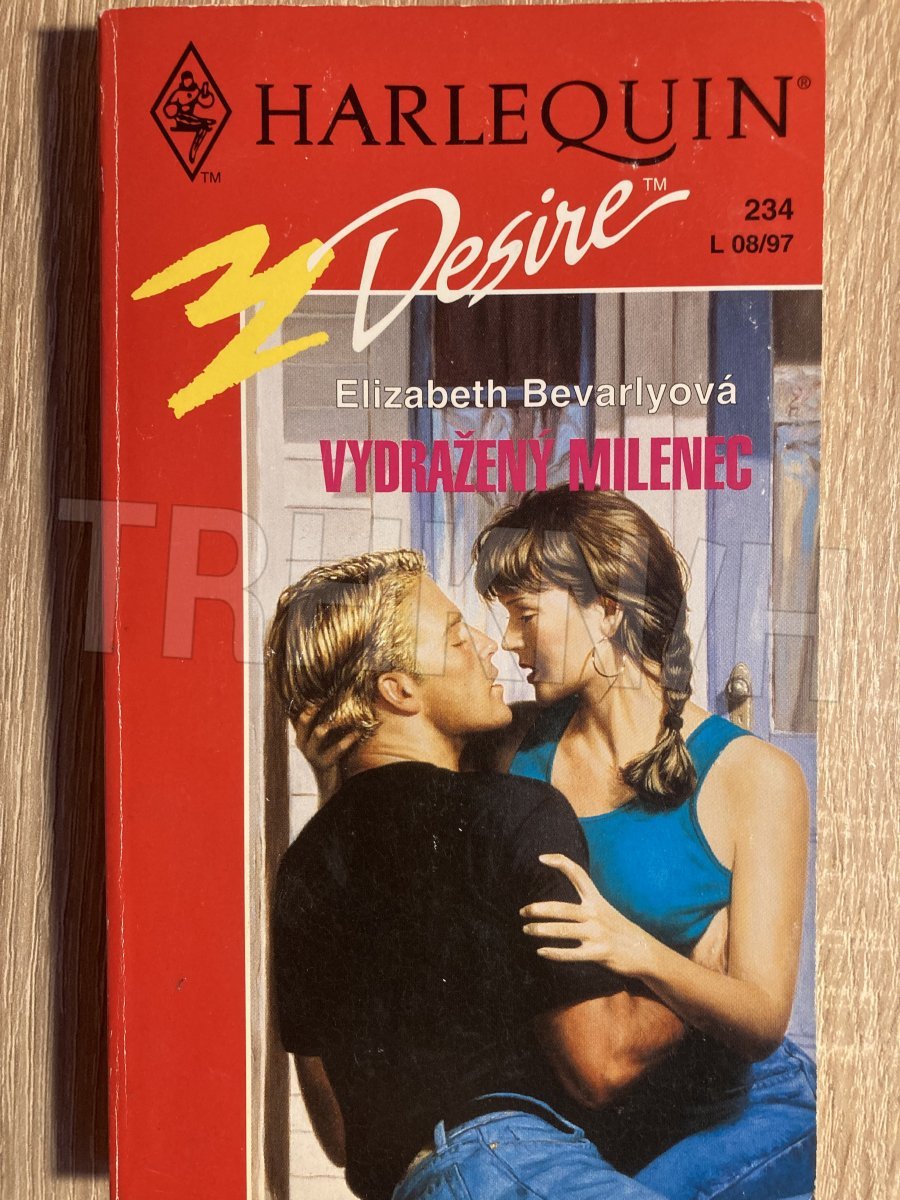 HARLEQUIN®
TM
Desire™
234
L 08/97
Elizabeth Bevarlyová
VYDRAŽENÝ MILENEC